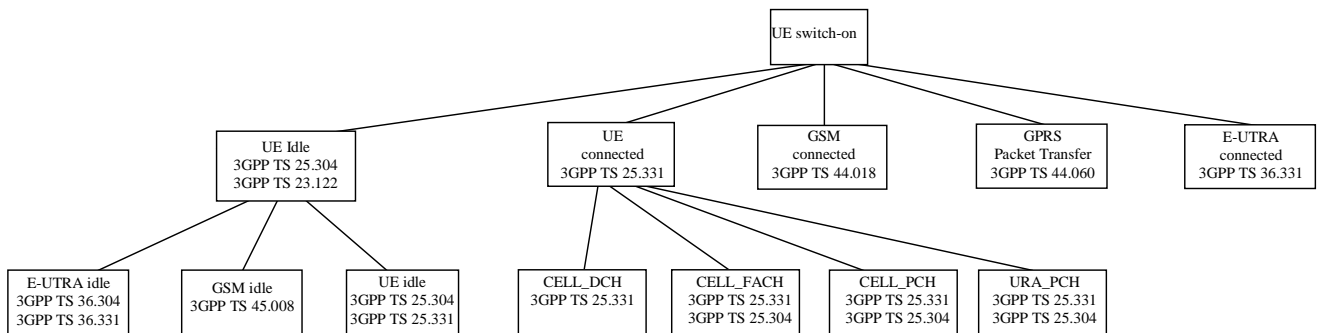 UE switch-on
UE Idle
3GPP TS 25.304
3GPP TS 23.122
UE
connected
3GPP TS 25.331
GSM
connected
3GPP TS 44.018
GPRS
Packet Transfer
3GPP TS 44.060
E-UTRA
connected
3GPP TS 36.331
E-UTRA idle
3GPP TS 36.304
3GPP TS 36.331
GSM idle
3GPP TS 45.008
UE idle
3GPP TS 25.304
3GPP TS 25.331
CELL_DCH
3GPP TS 25.331
CELL_FACH
3GPP TS 25.331
3GPP TS 25.304
CELL_PCH
3GPP TS 25.331
3GPP TS 25.304
URA_PCH
3GPP TS 25.331
3GPP TS 25.304